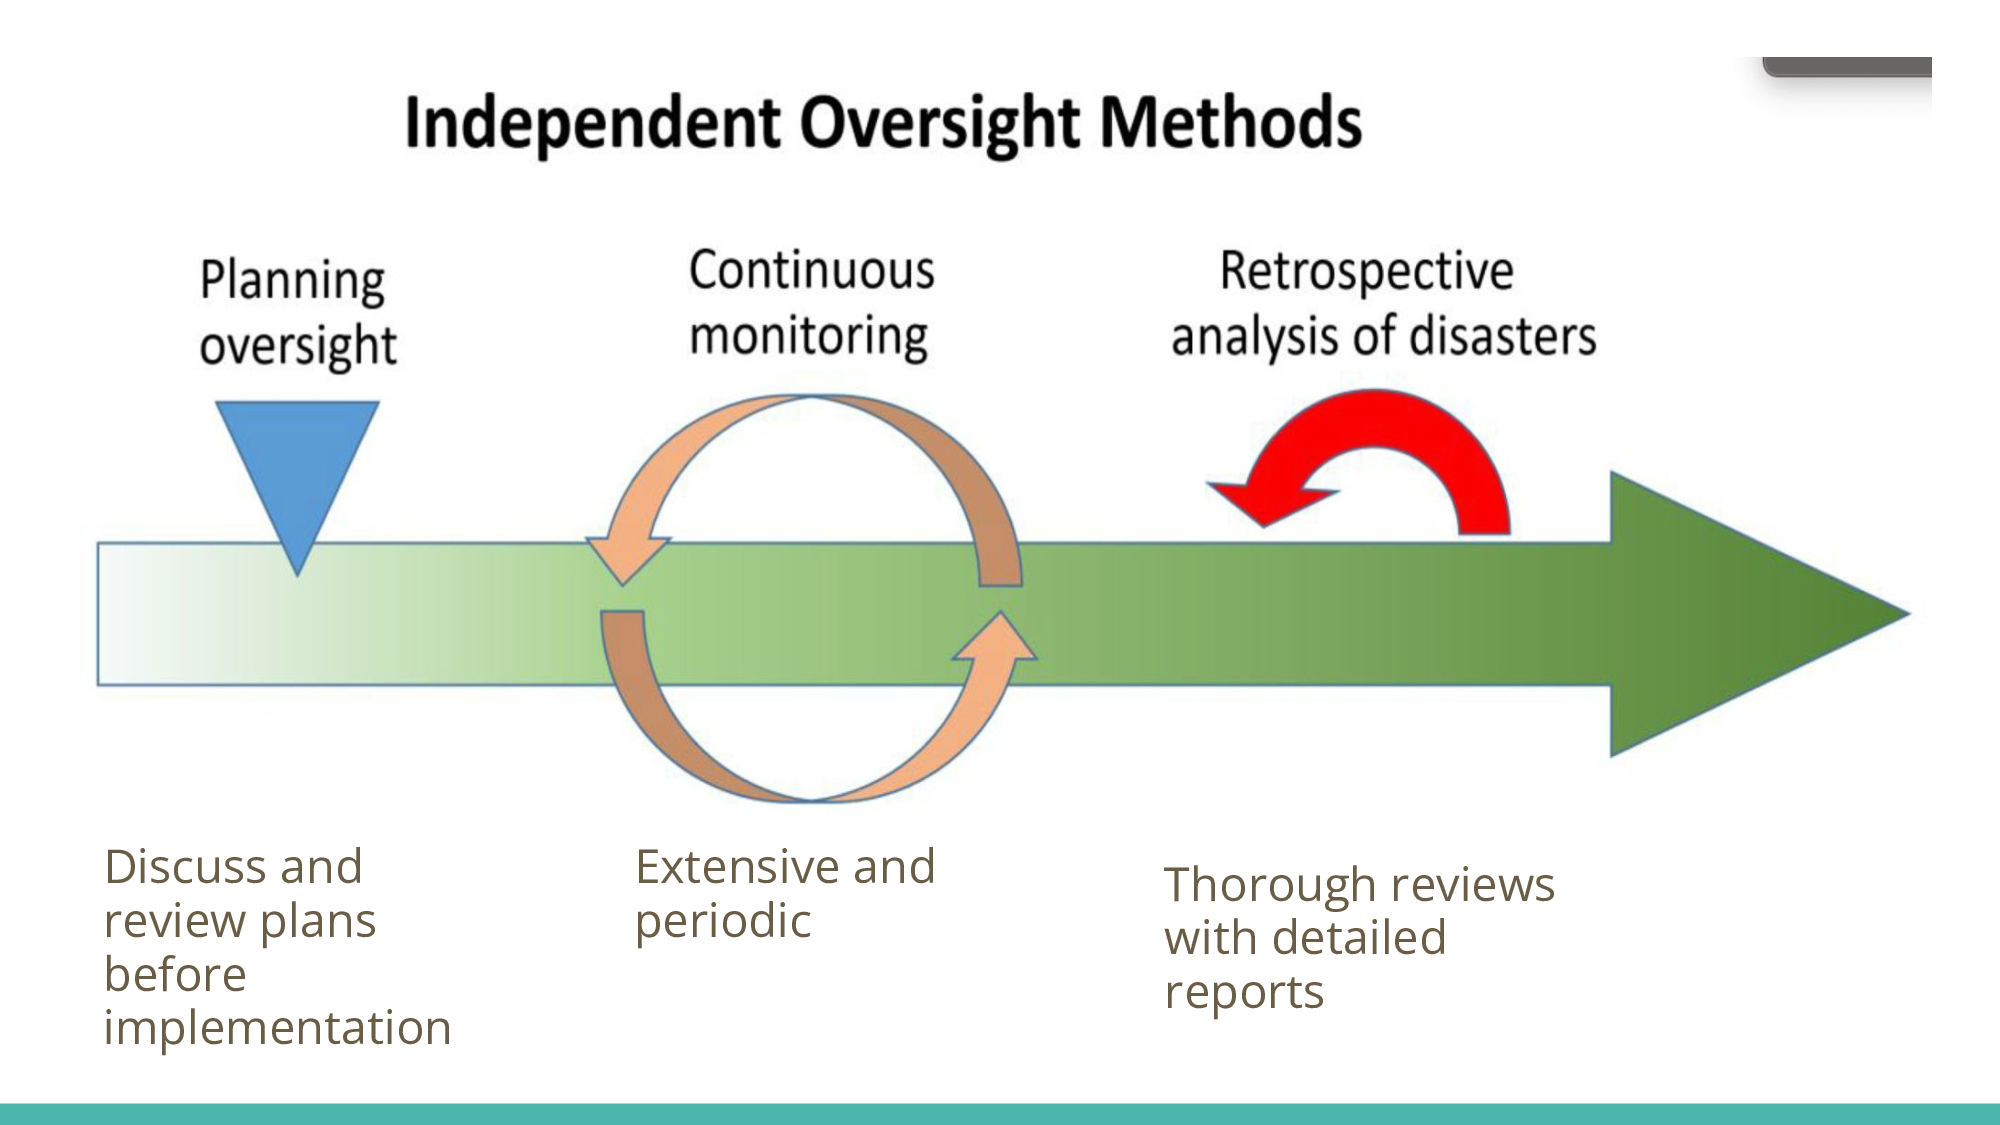 Independent Oversight Methods
Planning
oversight
Continuous
monitoring
Retrospective
analysis of disasters
Discuss and
review plans
before
implementation
Extensive and
periodic
Thorough reviews
with detailed
reports